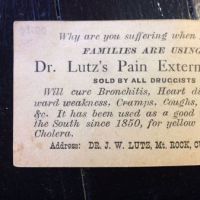 Why are you suffering when
FAMILIES ARE USING
Dr. Lutz's Pain Exterm
SOLD BY ALL DRUGGISTS
Will cure Bronchitis, Heart d
ward weakness, Cramps, Coughs,
&c. It has been used as a good
the South since 1850, for yellow
Cholera.
Address: DR. J. W. LUTZ, Mt. ROCK, CU